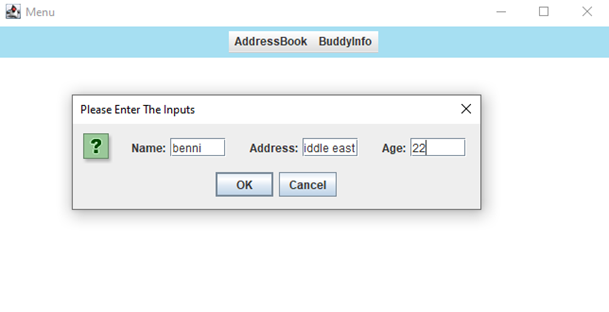 Menu
AddressBook BuddyInfo
Please Enter The Inputs
? Name: benni Address: iddle east Age: 22
OK Cancel